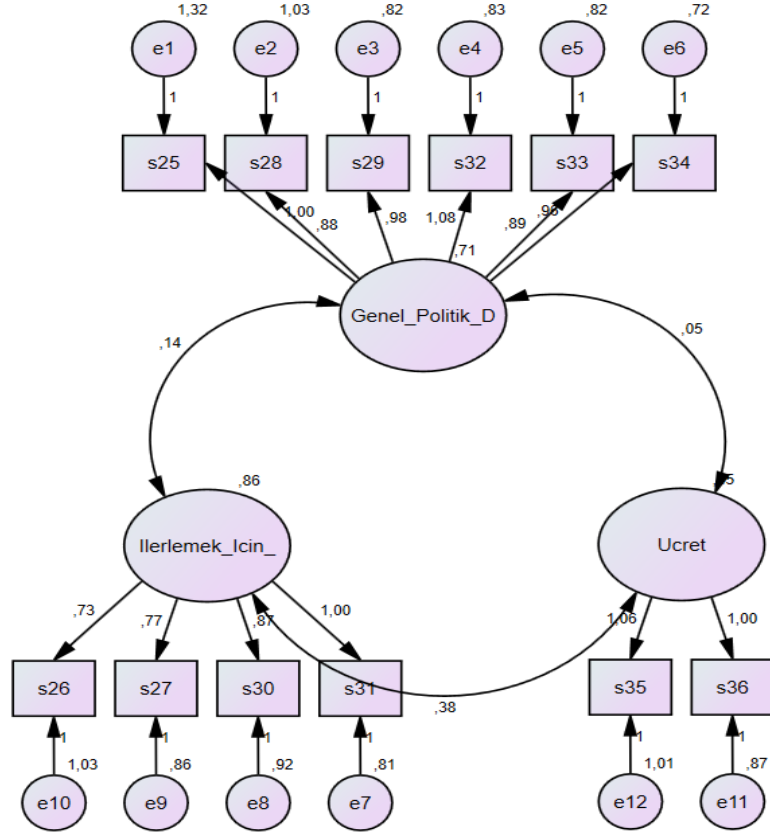 1,32 1,03 ,82 ,83 ,82 ,72
e1 e2 e3 e4 e5 e6
1 1 1 1 1 1
s25 s28 s29 s32 s33 s34
1,00 ,88 ,98 1,08 ,89 ,96
,71
Genel_Politik_D
,14 ,05
,86
Ilerlemek_Icin_ Ucret
,73 ,77 ,87 1,00 1,06 1,00
s26 s27 s30 s31 s35 s36
,38
1 1 1 1 1 1
1,03 ,86 ,92 ,81 1,01 ,87
e10 e9 e8 e7 e12 e11